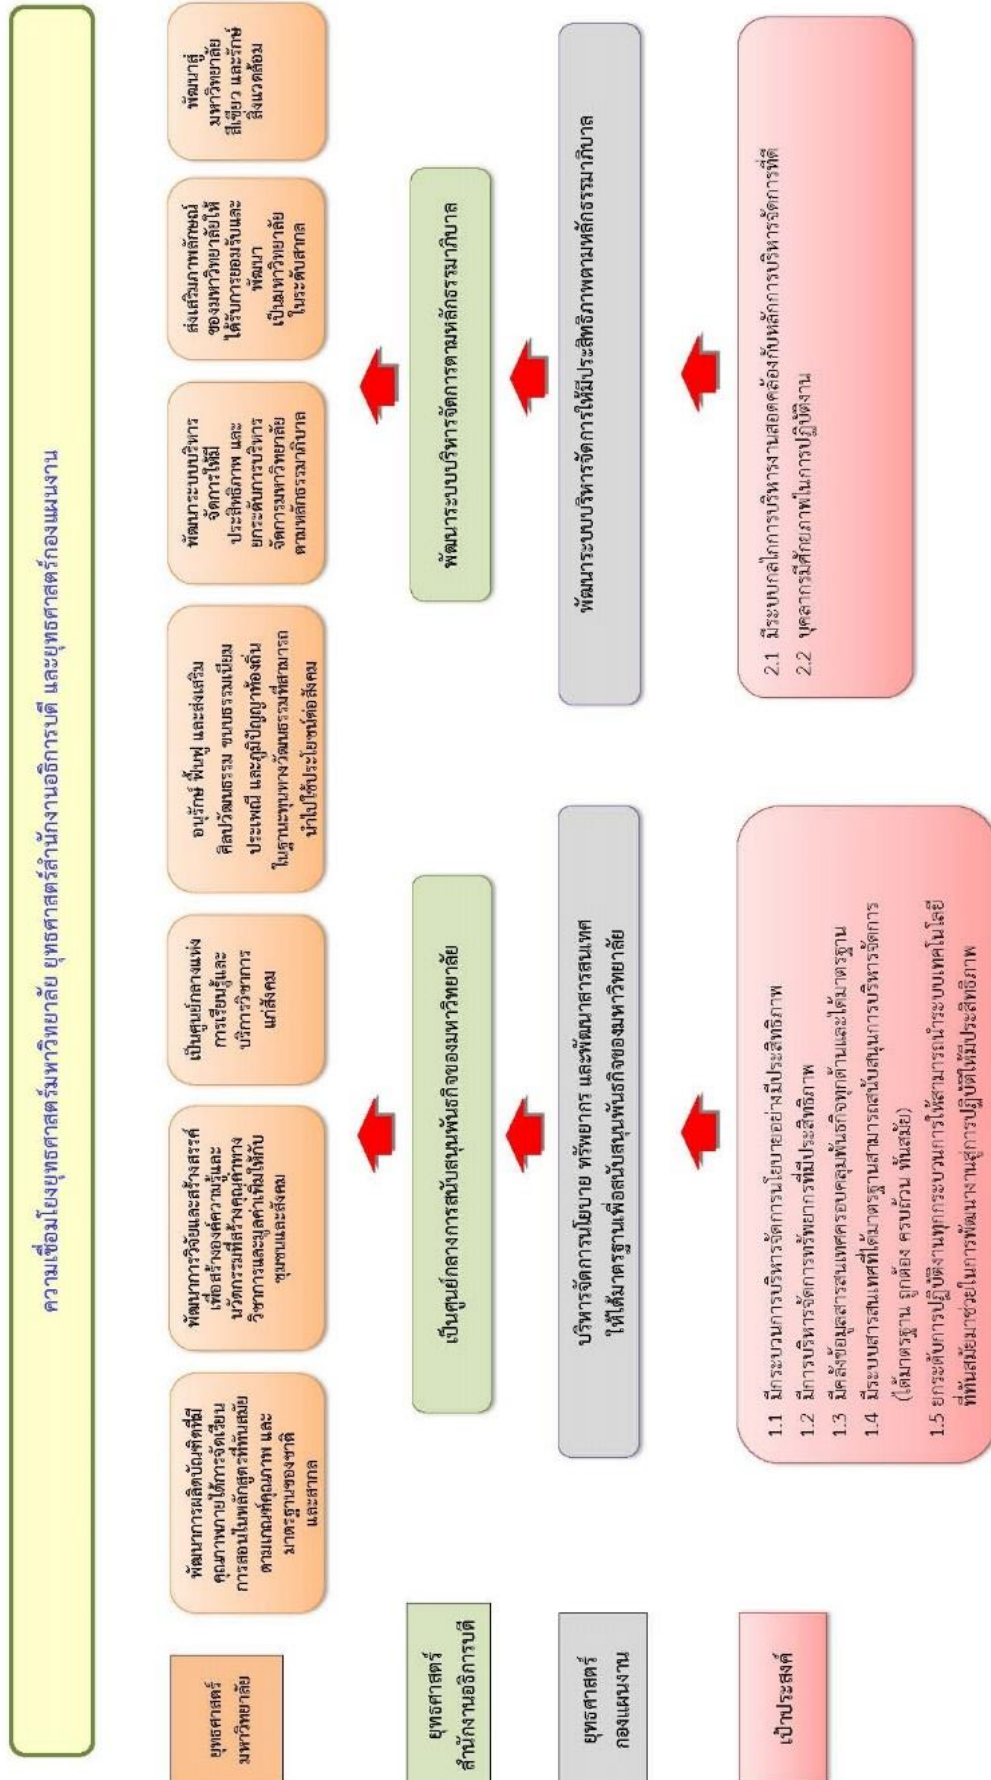 ความเชื่อมโยงยุทธศาสตร์มหาวิทยาลัย ยุทธศาสตร์สำนักงานอธิการบดี และยุทธศาสตร์กองแผนงาน
ยุทธศาสตร์
มหาวิทยาลัย
พัฒนาการผลิตบัณฑิตที่มี
คุณภาพภายใต้การจัดเรียน
การสอนในหลักสูตรที่ทันสมัย
ตามเกณฑ์คุณภาพ และ
มาตรฐานของชาติ
และสากล
พัฒนาการวิจัยและสร้างสรรค์
เพื่อสร้างองค์ความรู้และ
นวัตกรรมที่สร้างคุณค่าทาง
วิชาการและมูลค่าเพิ่มให้กับ
ชุมชนและสังคม
เป็นศูนย์กลางแห่ง
การเรียนรู้และ
บริการวิชาการ
แก่สังคม
อนุรักษ์ ฟื้นฟู และส่งเสริม
ศิลปวัฒนธรรม ขนบธรรมเนียม
ประเพณี และภูมิปัญญาท้องถิ่น
ในฐานะทุนทางวัฒนธรรมที่สามารถ
นำไปใช้ประโยชน์ต่อสังคม
พัฒนาระบบบริหาร
จัดการให้มี
ประสิทธิภาพ และ
ยกระดับการบริหาร
จัดการมหาวิทยาลัย
ตามหลักธรรมาภิบาล
ส่งเสริมภาพลักษณ์
ของมหาวิทยาลัยให้
ได้รับการยอมรับและ
พัฒนา
เป็นมหาวิทยาลัย
ในระดับสากล
พัฒนาสู่
มหาวิทยาลัย
สีเขียว และรักษ์
สิ่งแวดล้อม
ยุทธศาสตร์
สำนักงานอธิการบดี
เป็นศูนย์กลางการสนับสนุนพันธกิจของมหาวิทยาลัย
พัฒนาระบบบริหารจัดการตามหลักธรรมาภิบาล
ยุทธศาสตร์
กองแผนงาน
บริหารจัดการนโยบาย ทรัพยากร และพัฒนาสารสนเทศ
ให้ได้มาตรฐานเพื่อสนับสนุนพันธกิจของมหาวิทยาลัย
พัฒนาระบบบริหารจัดการให้มีประสิทธิภาพตามหลักธรรมาภิบาล
เป้าประสงค์
1.1 มีกระบวนการบริหารจัดการนโยบายอย่างมีประสิทธิภาพ
1.2 มีการบริหารจัดการทรัพยากรที่มีประสิทธิภาพ
1.3 มีคลังข้อมูลสารสนเทศครอบคลุมพันธกิจทุกด้านและได้มาตรฐาน
1.4 มีระบบสารสนเทศที่ได้มาตรฐานสามารถสนับสนุนการบริหารจัดการ
(ได้มาตรฐาน ถูกต้อง ครบถ้วน ทันสมัย)
1.5 ยกระดับการปฏิบัติงานทุกกระบวนการให้สามารถนำระบบเทคโนโลยี
ที่ทันสมัยมาช่วยในการพัฒนางานสู่การปฏิบัติให้มีประสิทธิภาพ
2.1 มีระบบกลไกการบริหารงานสอดคล้องกับหลักการบริหารจัดการที่ดี
2.2 บุคลากรมีศักยภาพในการปฏิบัติงาน